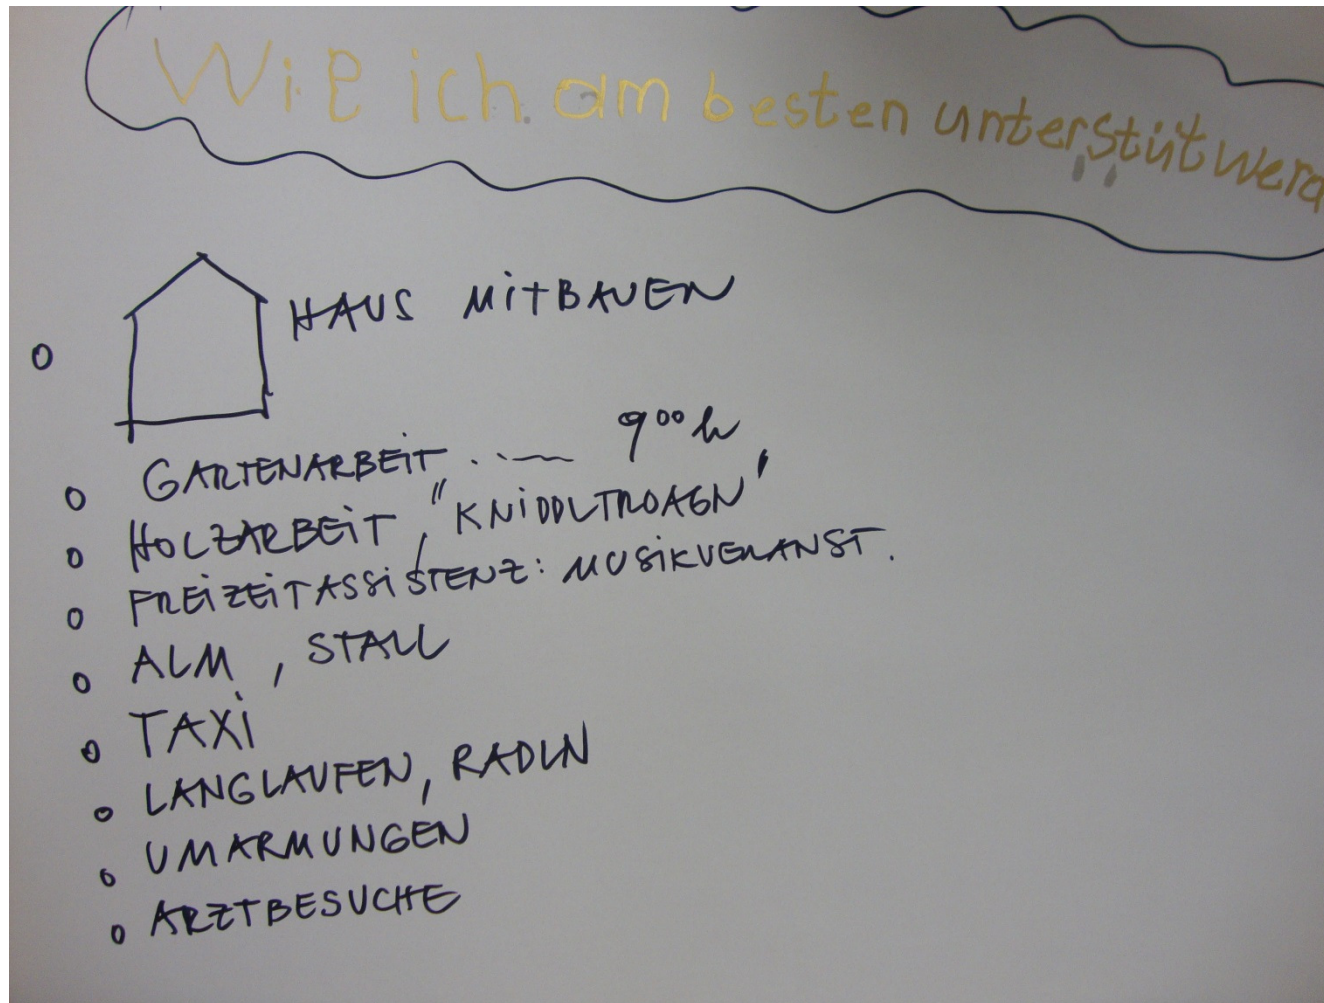 Wie ich am besten unterstüt werd
HAUS MITBAUEN
GARTENARBEIT ..— 9⁰⁰ h
HOLZARBEIT, "KNIDDLTROAGN"
FREIZEITASSISTENZ: MUSIKVERANST.
ALM, STALL
TAXI
LANGLAUFEN, RADLN
UMARMUNGEN
ARZTBESUCHE